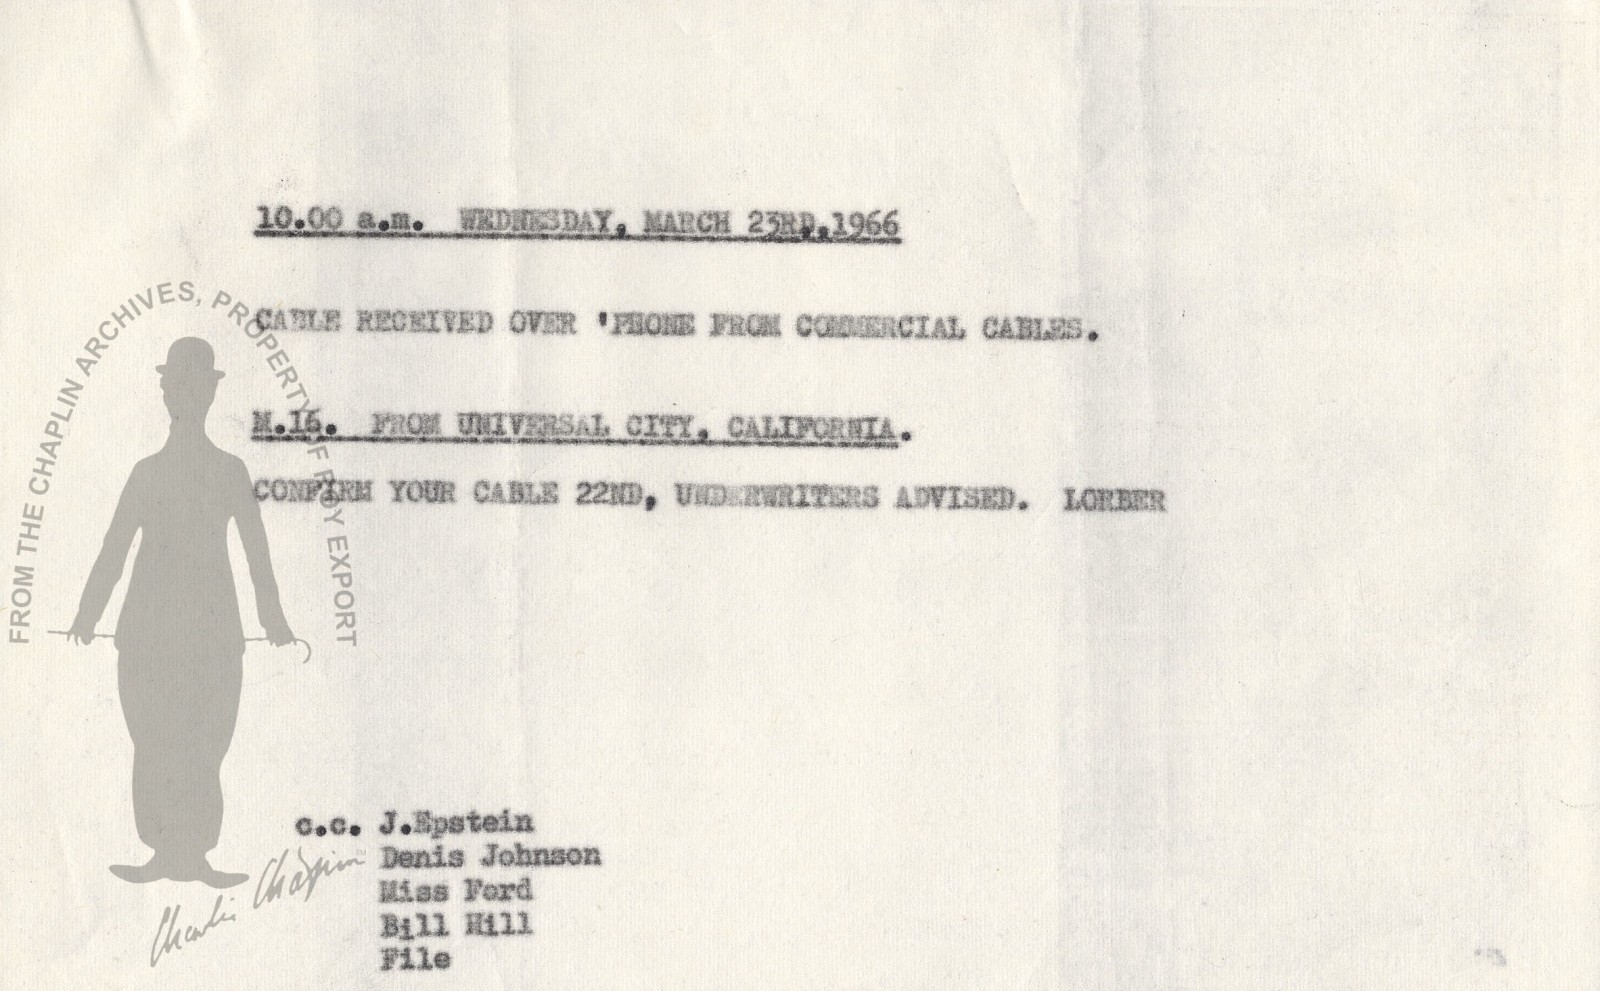 10.00 a.m. WEDNESDAY, MARCH 23RD,1966
CABLE RECEIVED OVER 'PHONE FROM COMMERCIAL CABLES.
M.16. FROM UNIVERSAL CITY, CALIFORNIA.
CONFIRM YOUR CABLE 22ND, UNDERWRITERS ADVISED. LORBER
c.c. J.Epstein
Denis Johnson
Miss Ford
Bill Hill
File
FROM THE CHAPLIN ARCHIVES, PROPERTY OF ROY EXPORT
Charlie Chaplin